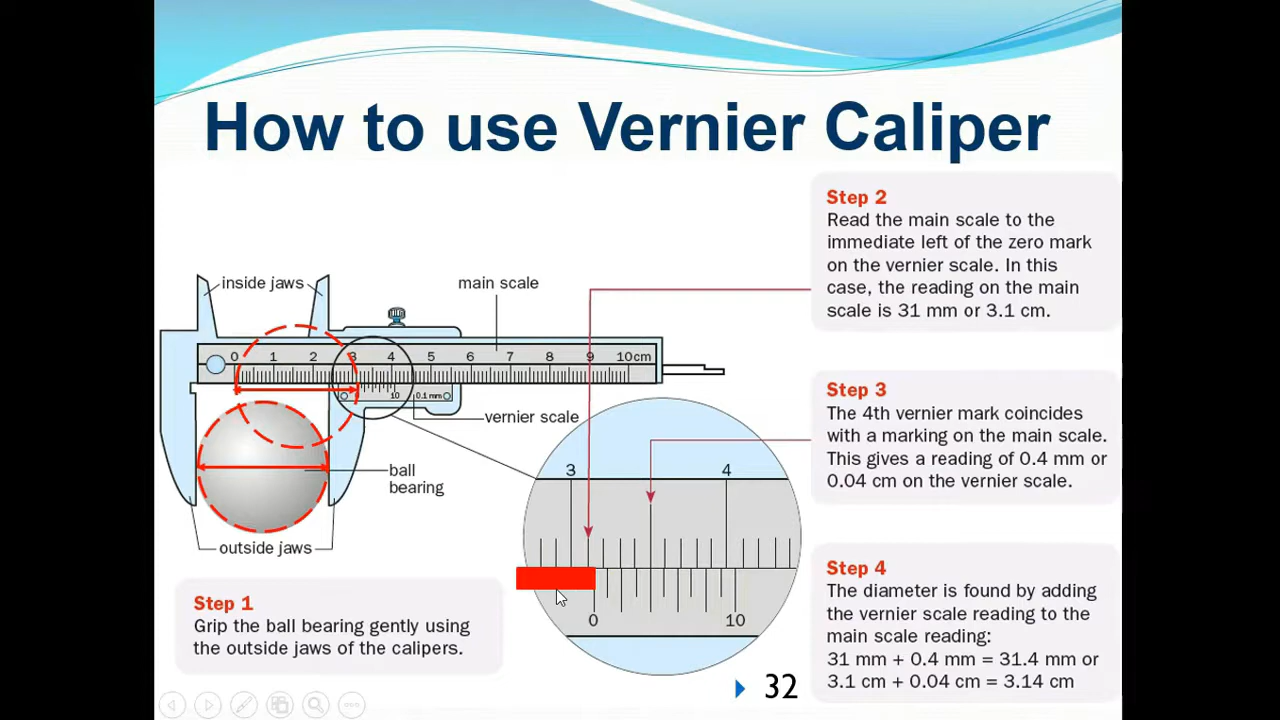 How to use Vernier Caliper
Step 2
Read the main scale to the
immediate left of the zero mark
on the vernier scale. In this
case, the reading on the main
scale is 31 mm or 3.1 cm.
inside jaws
main scale
0 1 2 3 4 5 6 7 8 9 10cm
10 0.1 mm
vernier scale
ball
bearing
outside jaws
3 4
0 10
Step 3
The 4th vernier mark coincides
with a marking on the main scale.
This gives a reading of 0.4 mm or
0.04 cm on the vernier scale.
Step 1
Grip the ball bearing gently using
the outside jaws of the calipers.
Step 4
The diameter is found by adding
the vernier scale reading to the
main scale reading:
31 mm + 0.4 mm = 31.4 mm or
3.1 cm + 0.04 cm = 3.14 cm
32